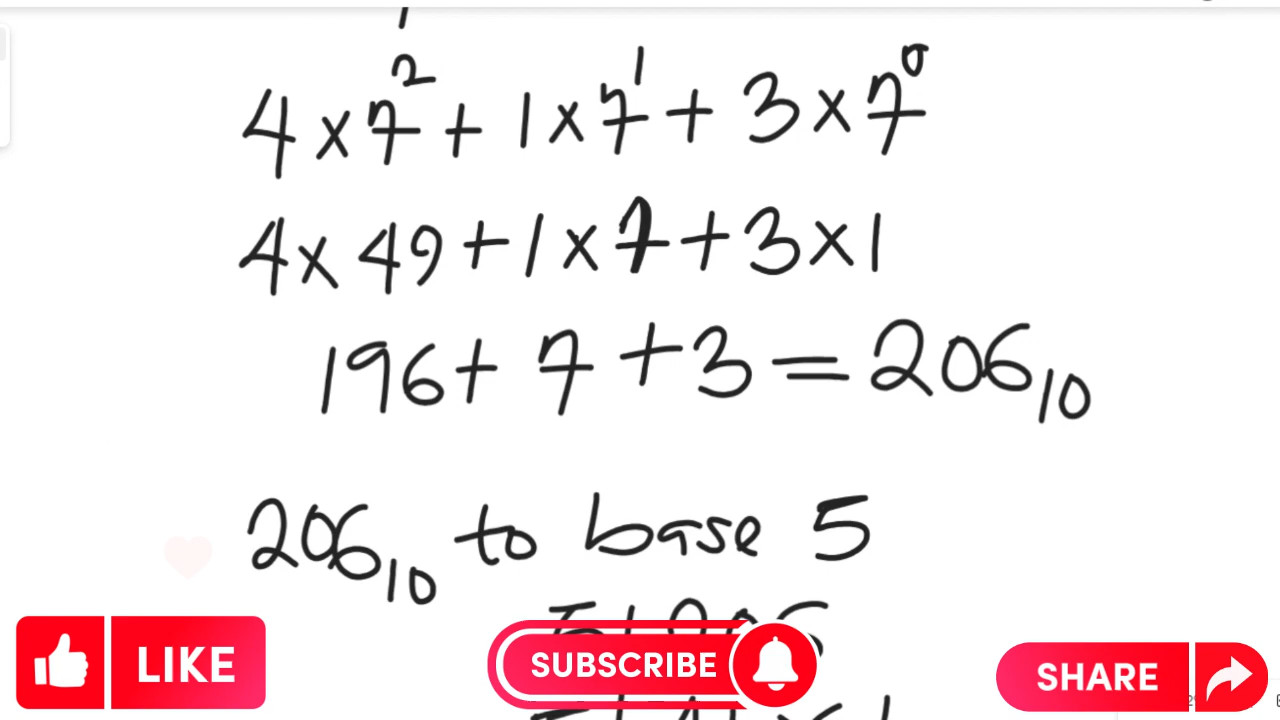 4 × 7² + 1 × 7¹ + 3 × 7⁰
4 × 49 + 1 × 7 + 3 × 1
196 + 7 + 3 = 206₁₀
206₁₀ to base 5
LIKE
SUBSCRIBE
SHARE